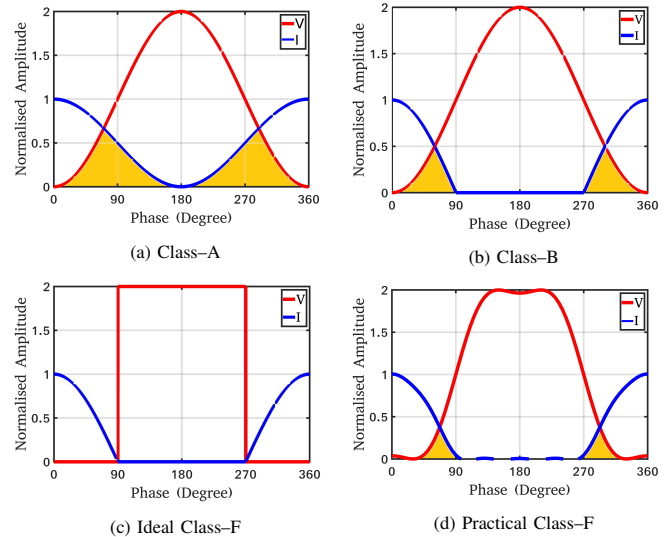 Normalised Amplitude
2
1.5
1
0.5
0
V
I
0 90 180 270 360
Phase (Degree)
(a) Class–A
Normalised Amplitude
2
1.5
1
0.5
0
V
I
0 90 180 270 360
Phase (Degree)
(b) Class–B
Normalised Amplitude
2
1.5
1
0.5
0
V
I
0 90 180 270 360
Phase (Degree)
(c) Ideal Class–F
Normalised Amplitude
2
1.5
1
0.5
0
V
I
0 90 180 270 360
Phase (Degree)
(d) Practical Class–F